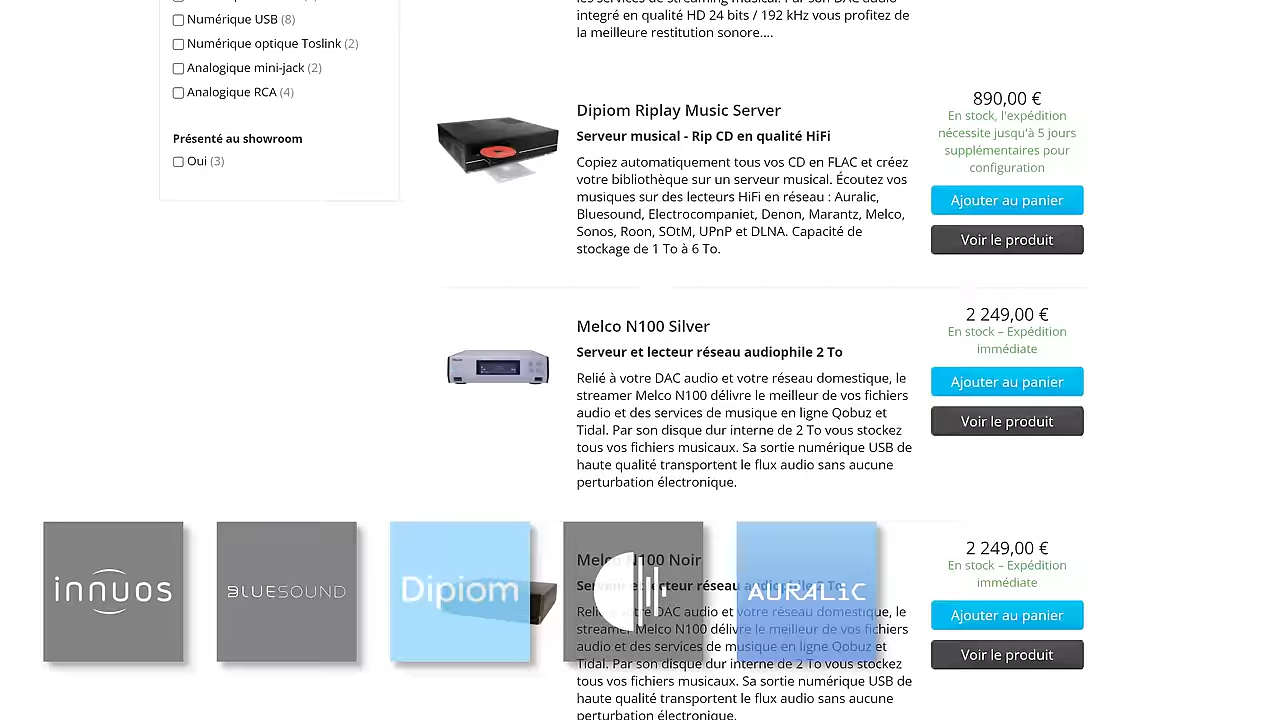 Numérique USB (8)
Numérique optique Toslink (2)
Analogique mini-jack (2)
Analogique RCA (4)
Présenté au showroom
Oui (3)
intégré en qualité HD 24 bits / 192 kHz vous profitez de
la meilleure restitution sonore....
Dipiom Riplay Music Server
Serveur musical - Rip CD en qualité HiFi
Copiez automatiquement tous vos CD en FLAC et créez
votre bibliothèque sur un serveur musical. Écoutez vos
musiques sur des lecteurs HiFi en réseau : Auralic,
Bluesound, Electrocompaniet, Denon, Marantz, Melco,
Sonos, Roon, SOtM, UPnP et DLNA. Capacité de
stockage de 1 To à 6 To.
890,00 €
En stock, l'expédition
nécessite jusqu'à 5 jours
supplémentaires pour
configuration
Ajouter au panier
Voir le produit
Melco N100 Silver
Serveur et lecteur réseau audiophile 2 To
Relié à votre DAC audio et votre réseau domestique, le
streamer Melco N100 délivre le meilleur de vos fichiers
audio et des services de musique en ligne Qobuz et
Tidal. Par son disque dur interne de 2 To vous stockez
tous vos fichiers musicaux. Sa sortie numérique USB de
haute qualité transportent le flux audio sans aucune
perturbation électronique.
2 249,00 €
En stock – Expédition
immédiate
Ajouter au panier
Voir le produit
Melco N100 Noir
Serveur et lecteur réseau audiophile 2 To
Relié à votre DAC audio et votre réseau domestique, le
streamer Melco N100 délivre le meilleur de vos fichiers
audio et des services de musique en ligne Qobuz et
Tidal. Par son disque dur interne de 2 To vous stockez
tous vos fichiers musicaux. Sa sortie numérique USB de
haute qualité transportent le flux audio sans aucune
perturbation électronique.
2 249,00 €
En stock – Expédition
immédiate
Ajouter au panier
Voir le produit
innuos
BLUESOUND
Dipiom
AURALiC